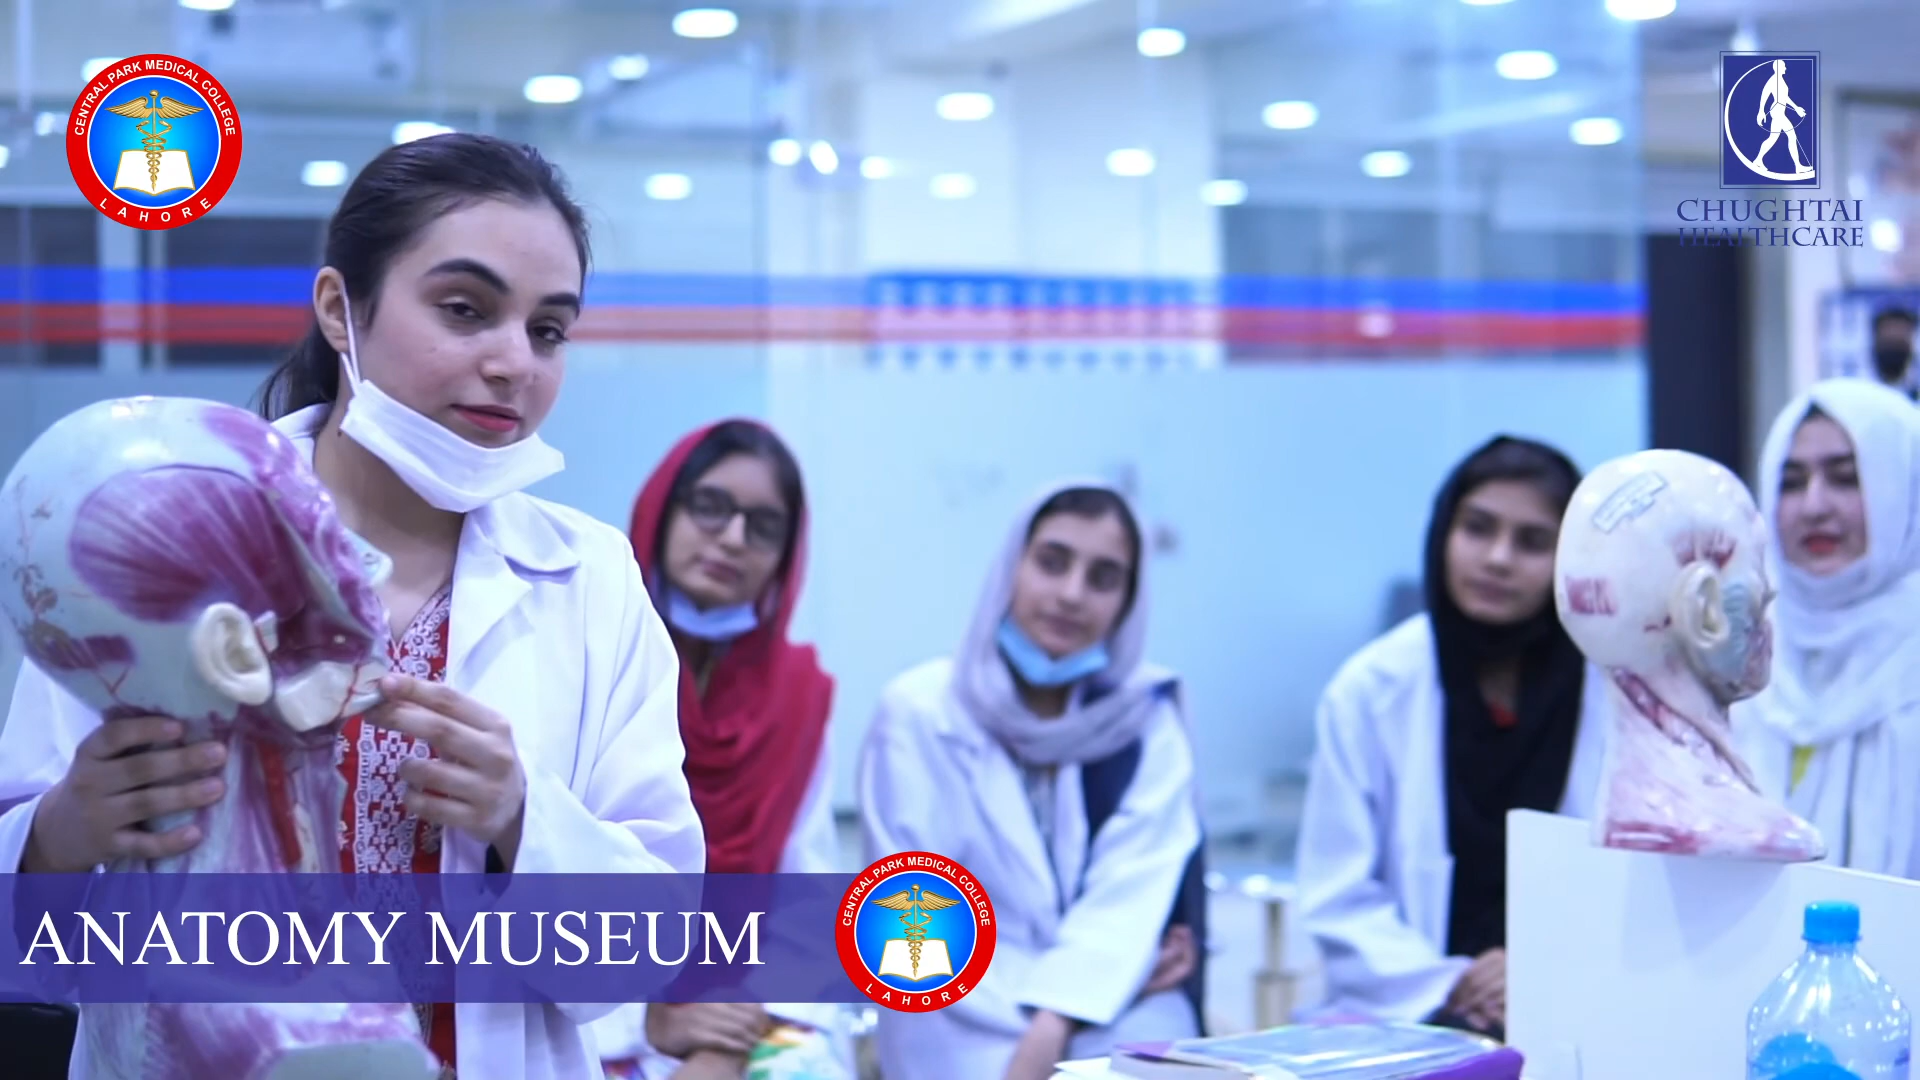 CENTRAL PARK MEDICAL COLLEGE
LAHORE
CHUGHTAI
HEALTHCARE
ANATOMY MUSEUM
CENTRAL PARK MEDICAL COLLEGE
LAHORE